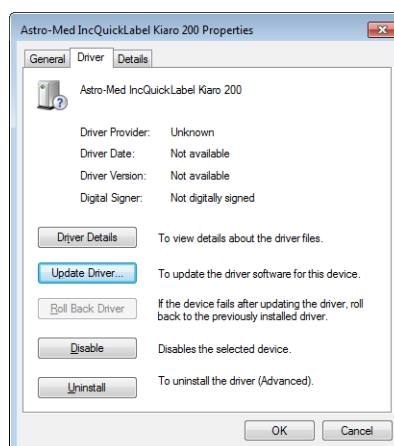 Astro-Med IncQuickLabel Kiaro 200 Properties
General Driver Details
Astro-Med IncQuickLabel Kiaro 200
Driver Provider: Unknown
Driver Date: Not available
Driver Version: Not available
Digital Signer: Not digitally signed
Driver Details To view details about the driver files.
Update Driver... To update the driver software for this device.
Roll Back Driver If the device fails after updating the driver, roll
back to the previously installed driver.
Disable Disables the selected device.
Uninstall To uninstall the driver (Advanced).
OK Cancel